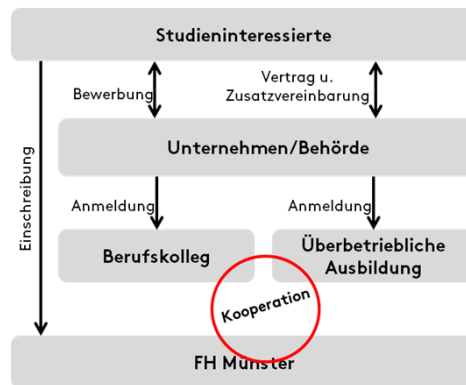 Studieninteressierte
Bewerbung
Vertrag u.
Zusatzvereinbarung
Einschreibung
Unternehmen/Behörde
Anmeldung
Anmeldung
Berufskolleg
Überbetriebliche
Ausbildung
Kooperation
FH Münster